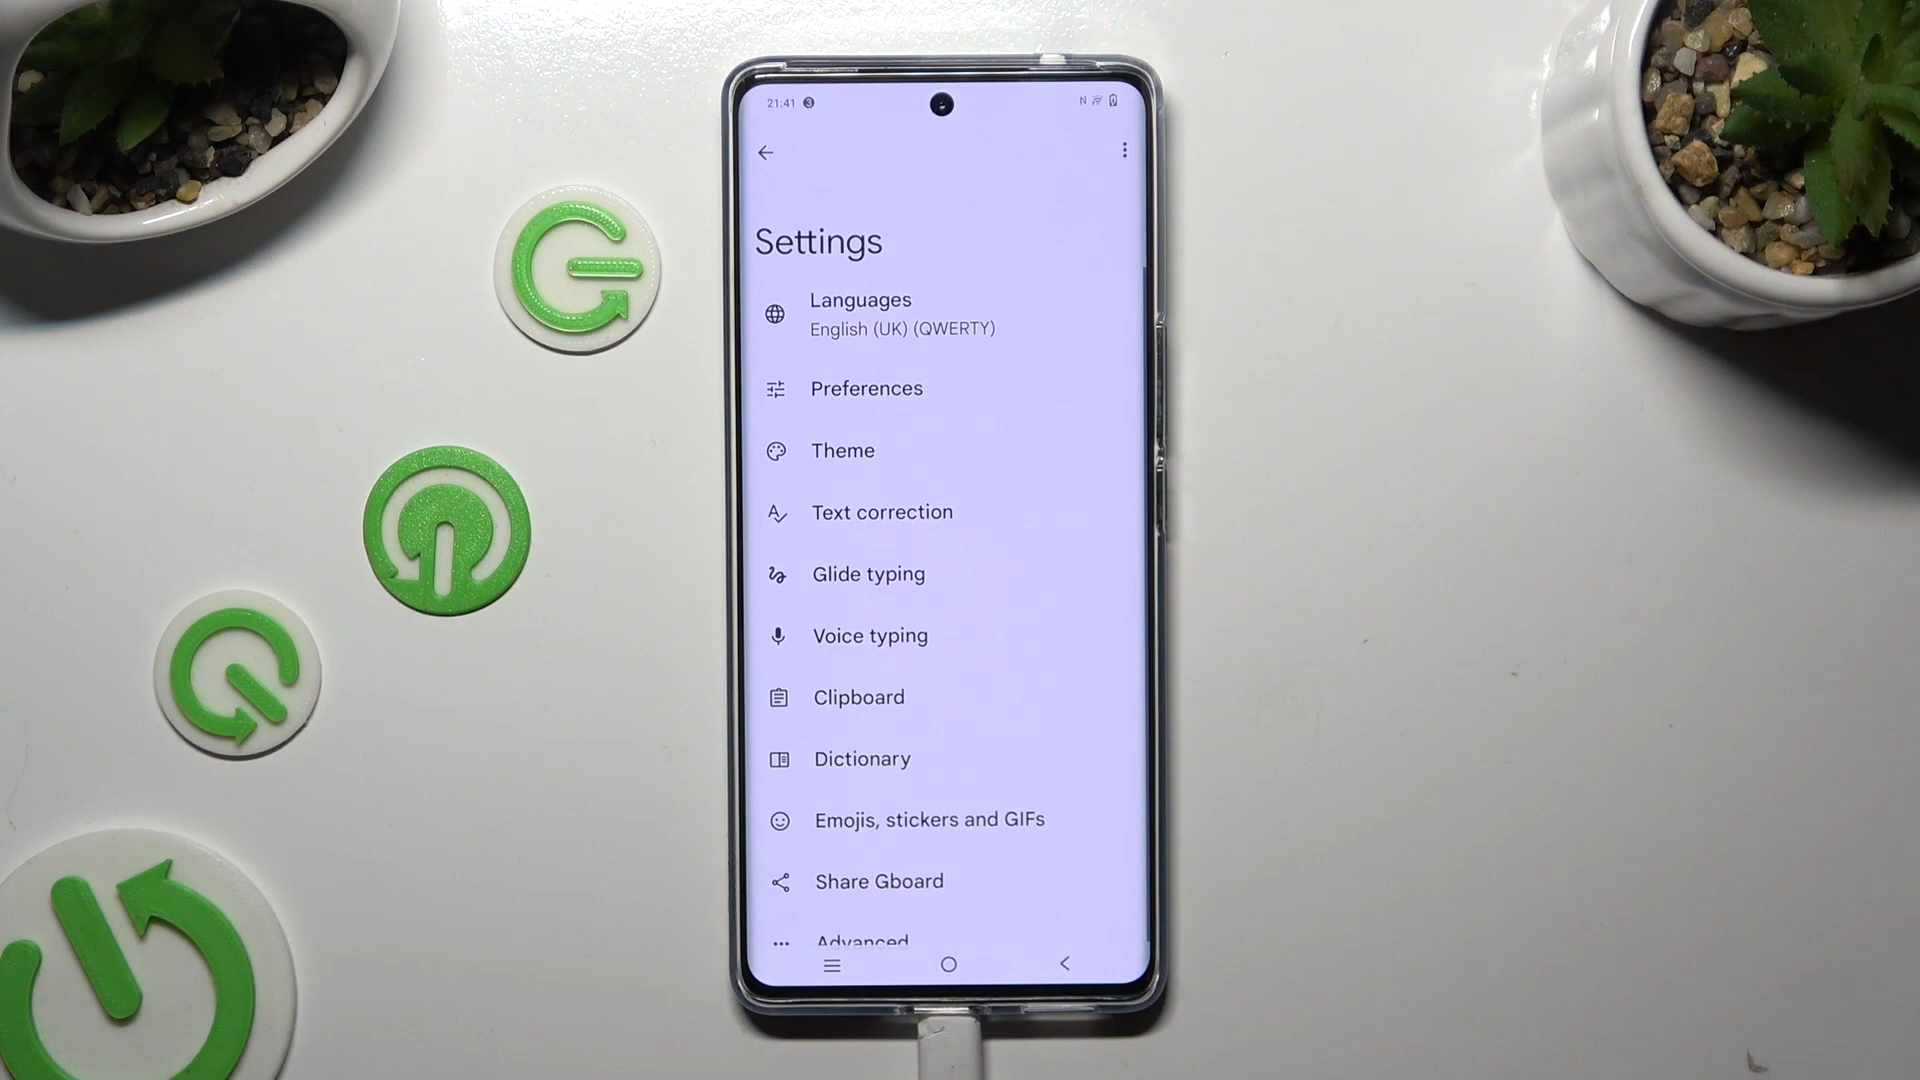 21:41 3
Settings
Languages
English (UK) (QWERTY)
Preferences
Theme
Text correction
Glide typing
Voice typing
Clipboard
Dictionary
Emojis, stickers and GIFs
Share Gboard
Advanced